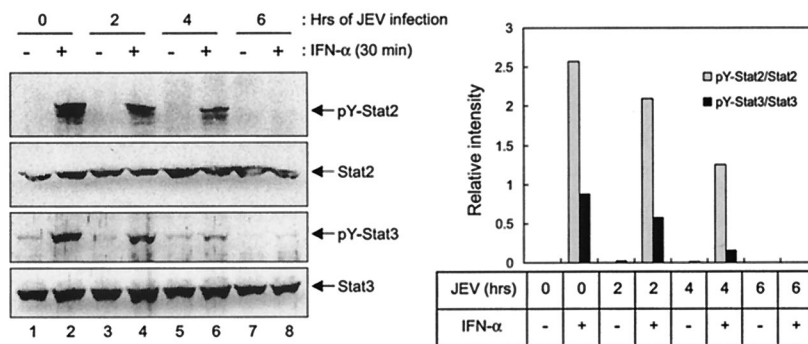 0 2 4 6 : Hrs of JEV infection
- + - + - + - + : IFN-α (30 min)
pY-Stat2
Stat2
pY-Stat3
Stat3
1 2 3 4 5 6 7 8
3
2.5
2
1.5
1
0.5
0
Relative intensity
pY-Stat2/Stat2
pY-Stat3/Stat3
JEV (hrs) 0 0 2 2 4 4 6 6
IFN-α - + - + - + - +